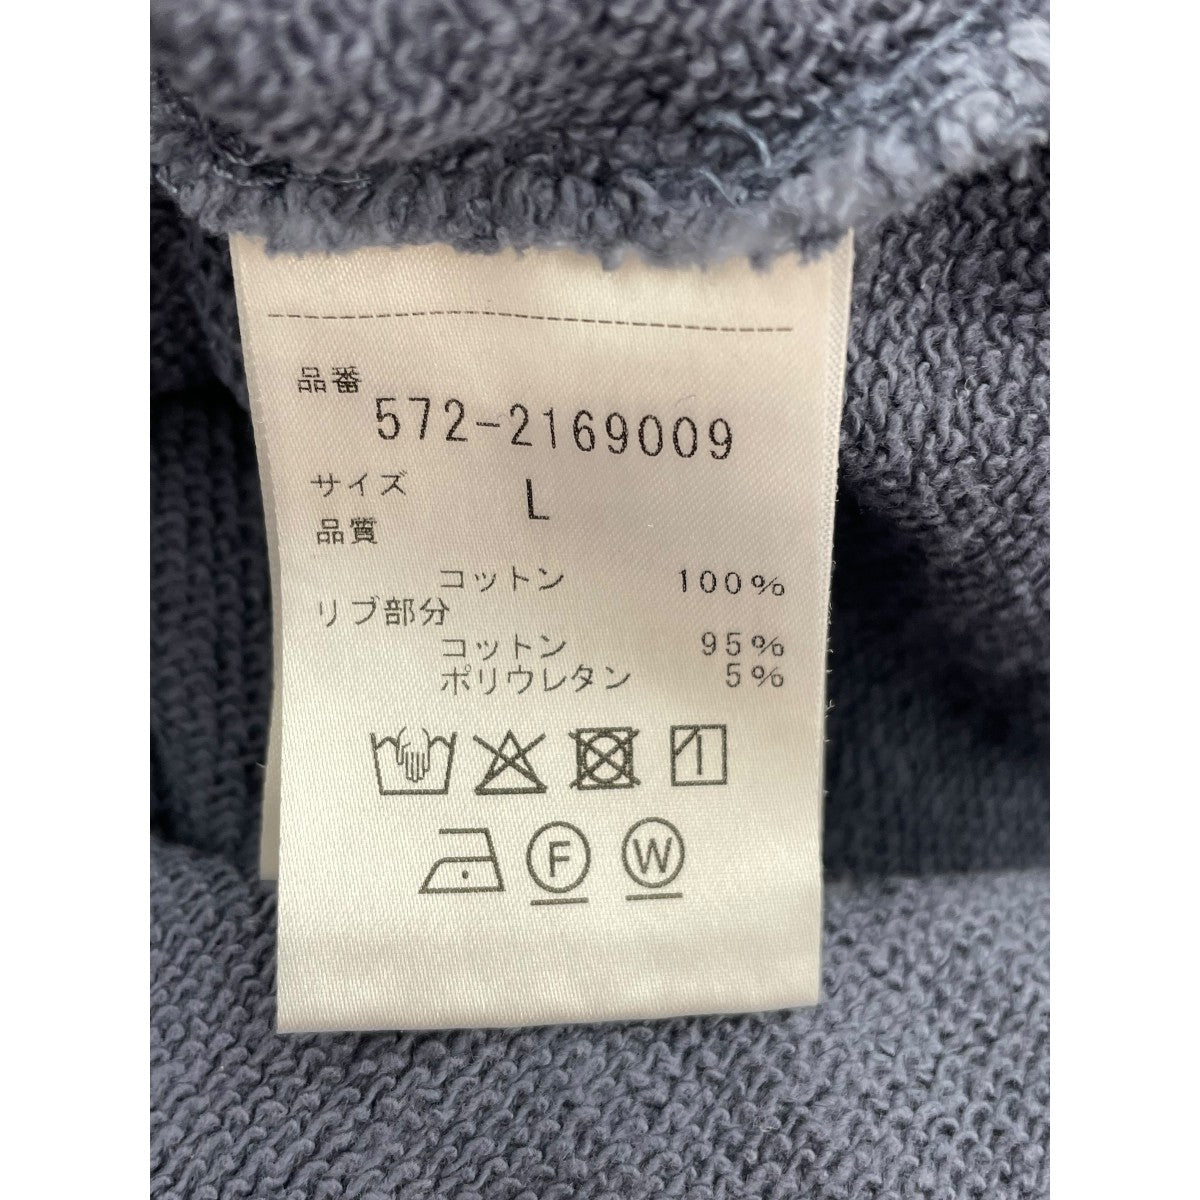 品番
572-2169009
サイズ L
品質
コットン 100%
リブ部分
コットン 95%
ポリウレタン 5%
F W